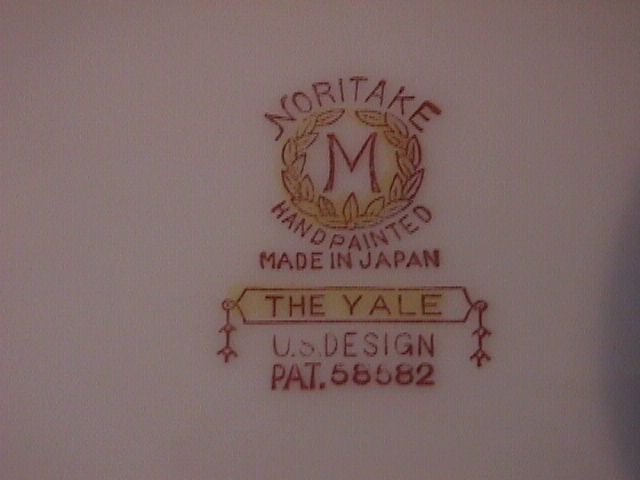 NORITAKE
M
HANDPAINTED
MADE IN JAPAN
THE YALE
U.S. DESIGN
PAT. 58582